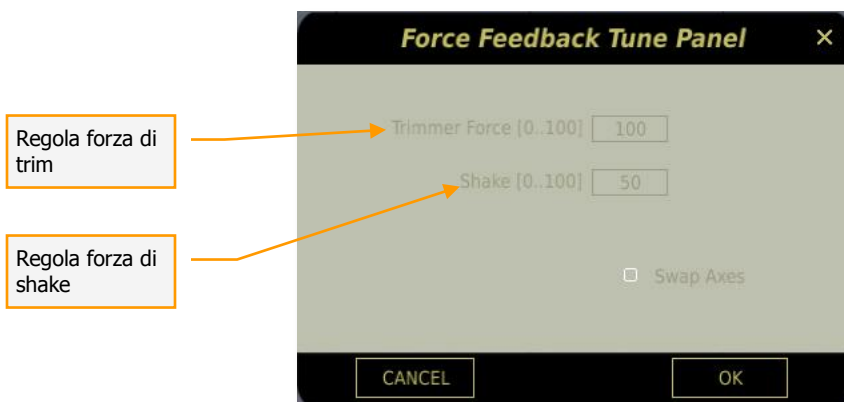 Force Feedback Tune Panel ×
Regola forza di
trim
Trimmer Force [0..100] 100
Shake [0..100] 50
Regola forza di
shake
Swap Axes
CANCEL OK